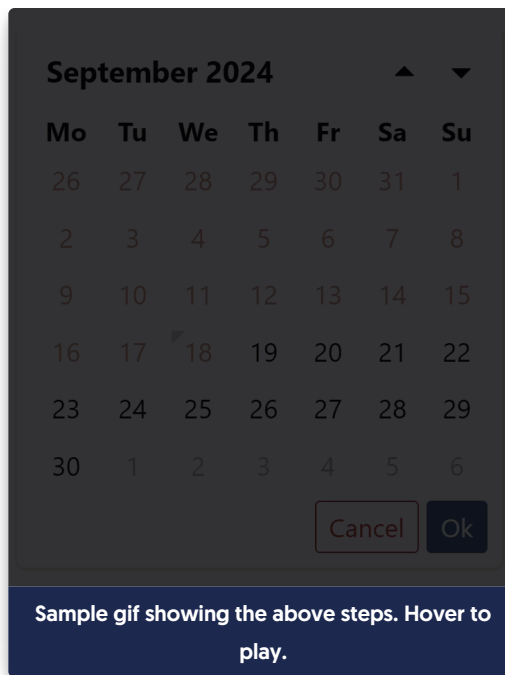 September 2024
Mo Tu We Th Fr Sa Su
26 27 28 29 30 31 1
2 3 4 5 6 7 8
9 10 11 12 13 14 15
16 17 18 19 20 21 22
23 24 25 26 27 28 29
30 1 2 3 4 5 6
Cancel Ok
Sample gif showing the above steps. Hover to
play.